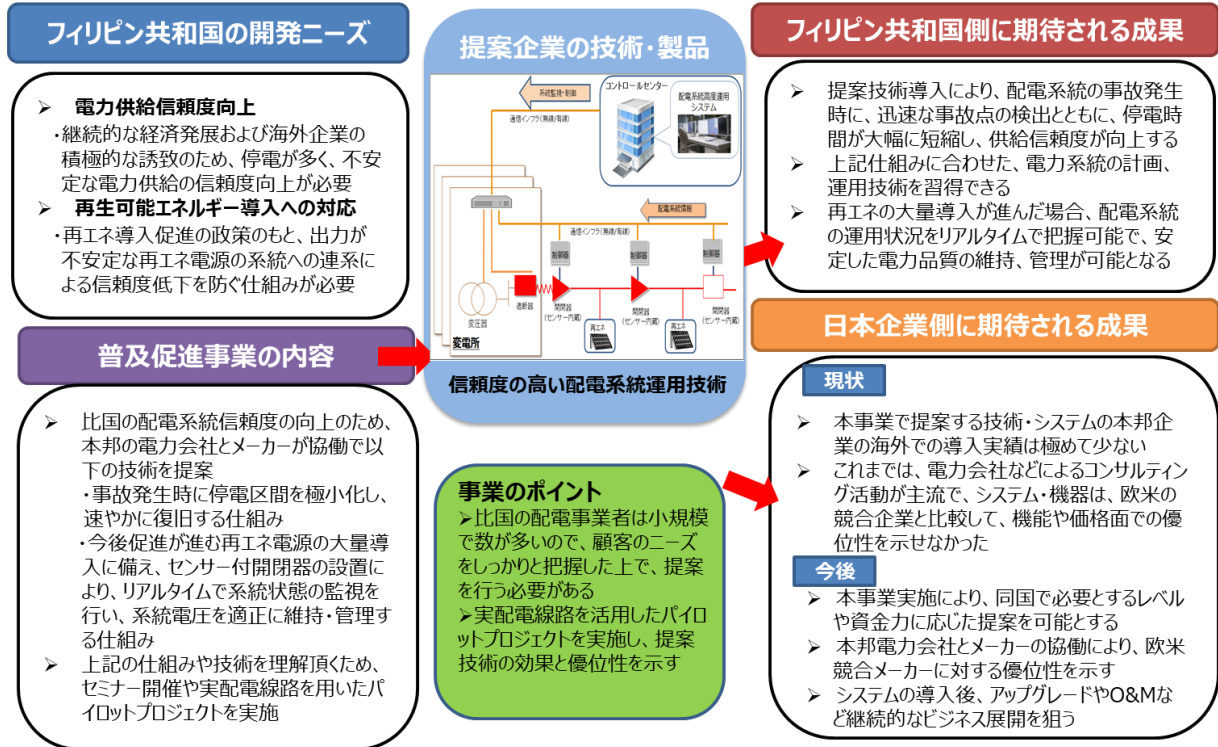 フィリピン共和国の開発ニーズ
➢ 電力供給信頼度向上
・継続的な経済発展および海外企業の
積極的な誘致のため、停電が多く、不安
定な電力供給の信頼度向上が必要
➢ 再生可能エネルギー導入への対応
・再エネ導入促進の政策のもと、出力が
不安定な再エネ電源の系統への連系に
よる信頼度低下を防ぐ仕組みが必要
普及促進事業の内容
➢ 比国の配電系統信頼度の向上のため、
本邦の電力会社とメーカーが協働で以
下の技術を提案
・事故発生時に停電区間を極小化し、
速やかに復旧する仕組み
・今後促進が進む再エネ電源の大量導
入に備え、センサー付開閉器の設置に
より、リアルタイムで系統状態の監視を
行い、系統電圧を適正に維持・管理す
る仕組み
➢ 上記の仕組みや技術を理解頂くため、
セミナー開催や実配電線路を用いたパ
イロットプロジェクトを実施
提案企業の技術・製品
系統監視・制御
コントロールセンター
配電系統高度運用
システム
通信インフラ(無線/有線)
配電系統情報
通信インフラ(無線/有線)
制御器
制御器
制御器
遮断器
開閉器
(センサー内蔵)
開閉器
(センサー内蔵)
開閉器
(センサー内蔵)
変圧器
再エネ
再エネ
変電所
信頼度の高い配電系統運用技術
事業のポイント
➢比国の配電事業者は小規模
で数が多いので、顧客のニーズ
をしっかりと把握した上で、提案
を行う必要がある
➢実配電線路を活用したパイロ
ットプロジェクトを実施し、提案
技術の効果と優位性を示す
フィリピン共和国側に期待される成果
➢ 提案技術導入により、配電系統の事故発生
時に、迅速な事故点の検出とともに、停電時
間が大幅に短縮し、供給信頼度が向上する
➢ 上記仕組みに合わせた、電力系統の計画、
運用技術を習得できる
➢ 再エネの大量導入が進んだ場合、配電系統
の運用状況をリアルタイムで把握可能で、安
定した電力品質の維持、管理が可能となる
日本企業側に期待される成果
現状
➢ 本事業で提案する技術・システムの本邦企
業の海外での導入実績は極めて少ない
➢ これまでは、電力会社などによるコンサルティン
グ活動が主流で、システム・機器は、欧米の
競合企業と比較して、機能や価格面での優
位性を示せなかった
今後
➢ 本事業実施により、同国で必要とするレベル
や資金力に応じた提案を可能とする
➢ 本邦電力会社とメーカーの協働により、欧米
競合メーカーに対する優位性を示す
➢ システムの導入後、アップグレードやO&Mな
ど継続的なビジネス展開を狙う